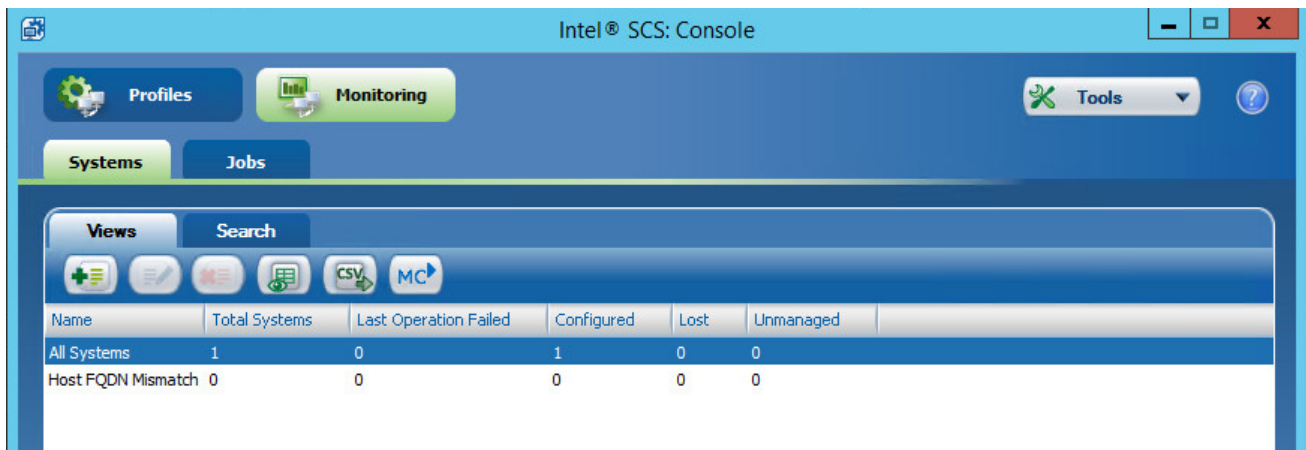 Intel® SCS: Console
Profiles
Monitoring
Tools
?
Systems
Jobs
Views
Search
CSV
MC
Name Total Systems Last Operation Failed Configured Lost Unmanaged
All Systems 1 0 1 0 0
Host FQDN Mismatch 0 0 0 0 0